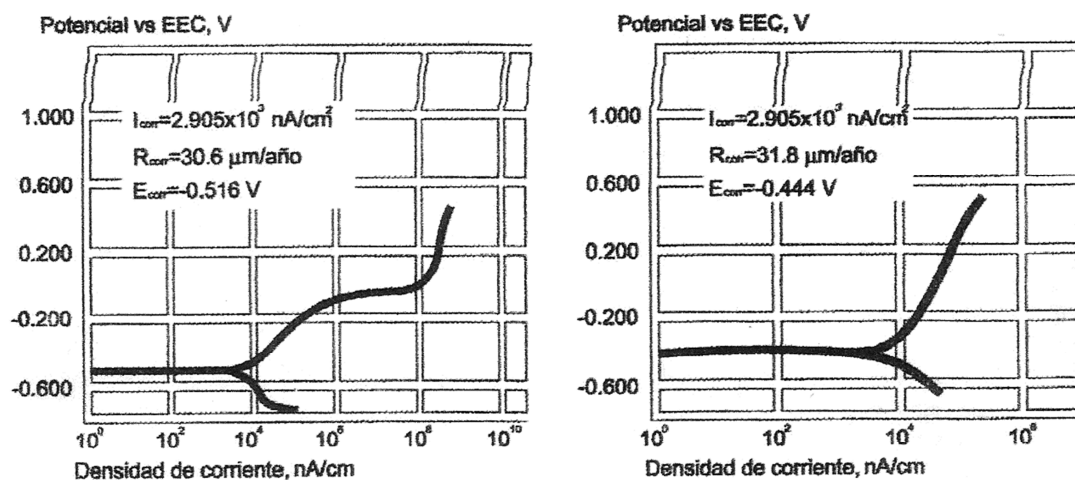 Potencial vs EEC, V
1.000
0.600
0.200
-0.200
-0.600
Icorr=2.905x10³ nA/cm²
Rcorr=30.6 µm/año
Ecorr=-0.516 V
10⁰ 10² 10⁴ 10⁶ 10⁸ 10¹⁰
Densidad de corriente, nA/cm
Potencial vs EEC, V
1.000
0.600
0.200
-0.200
-0.600
Icorr=2.905x10³ nA/cm²
Rcorr=31.8 µm/año
Ecorr=-0.444 V
10⁰ 10² 10⁴ 10⁶
Densidad de corriente, nA/cm